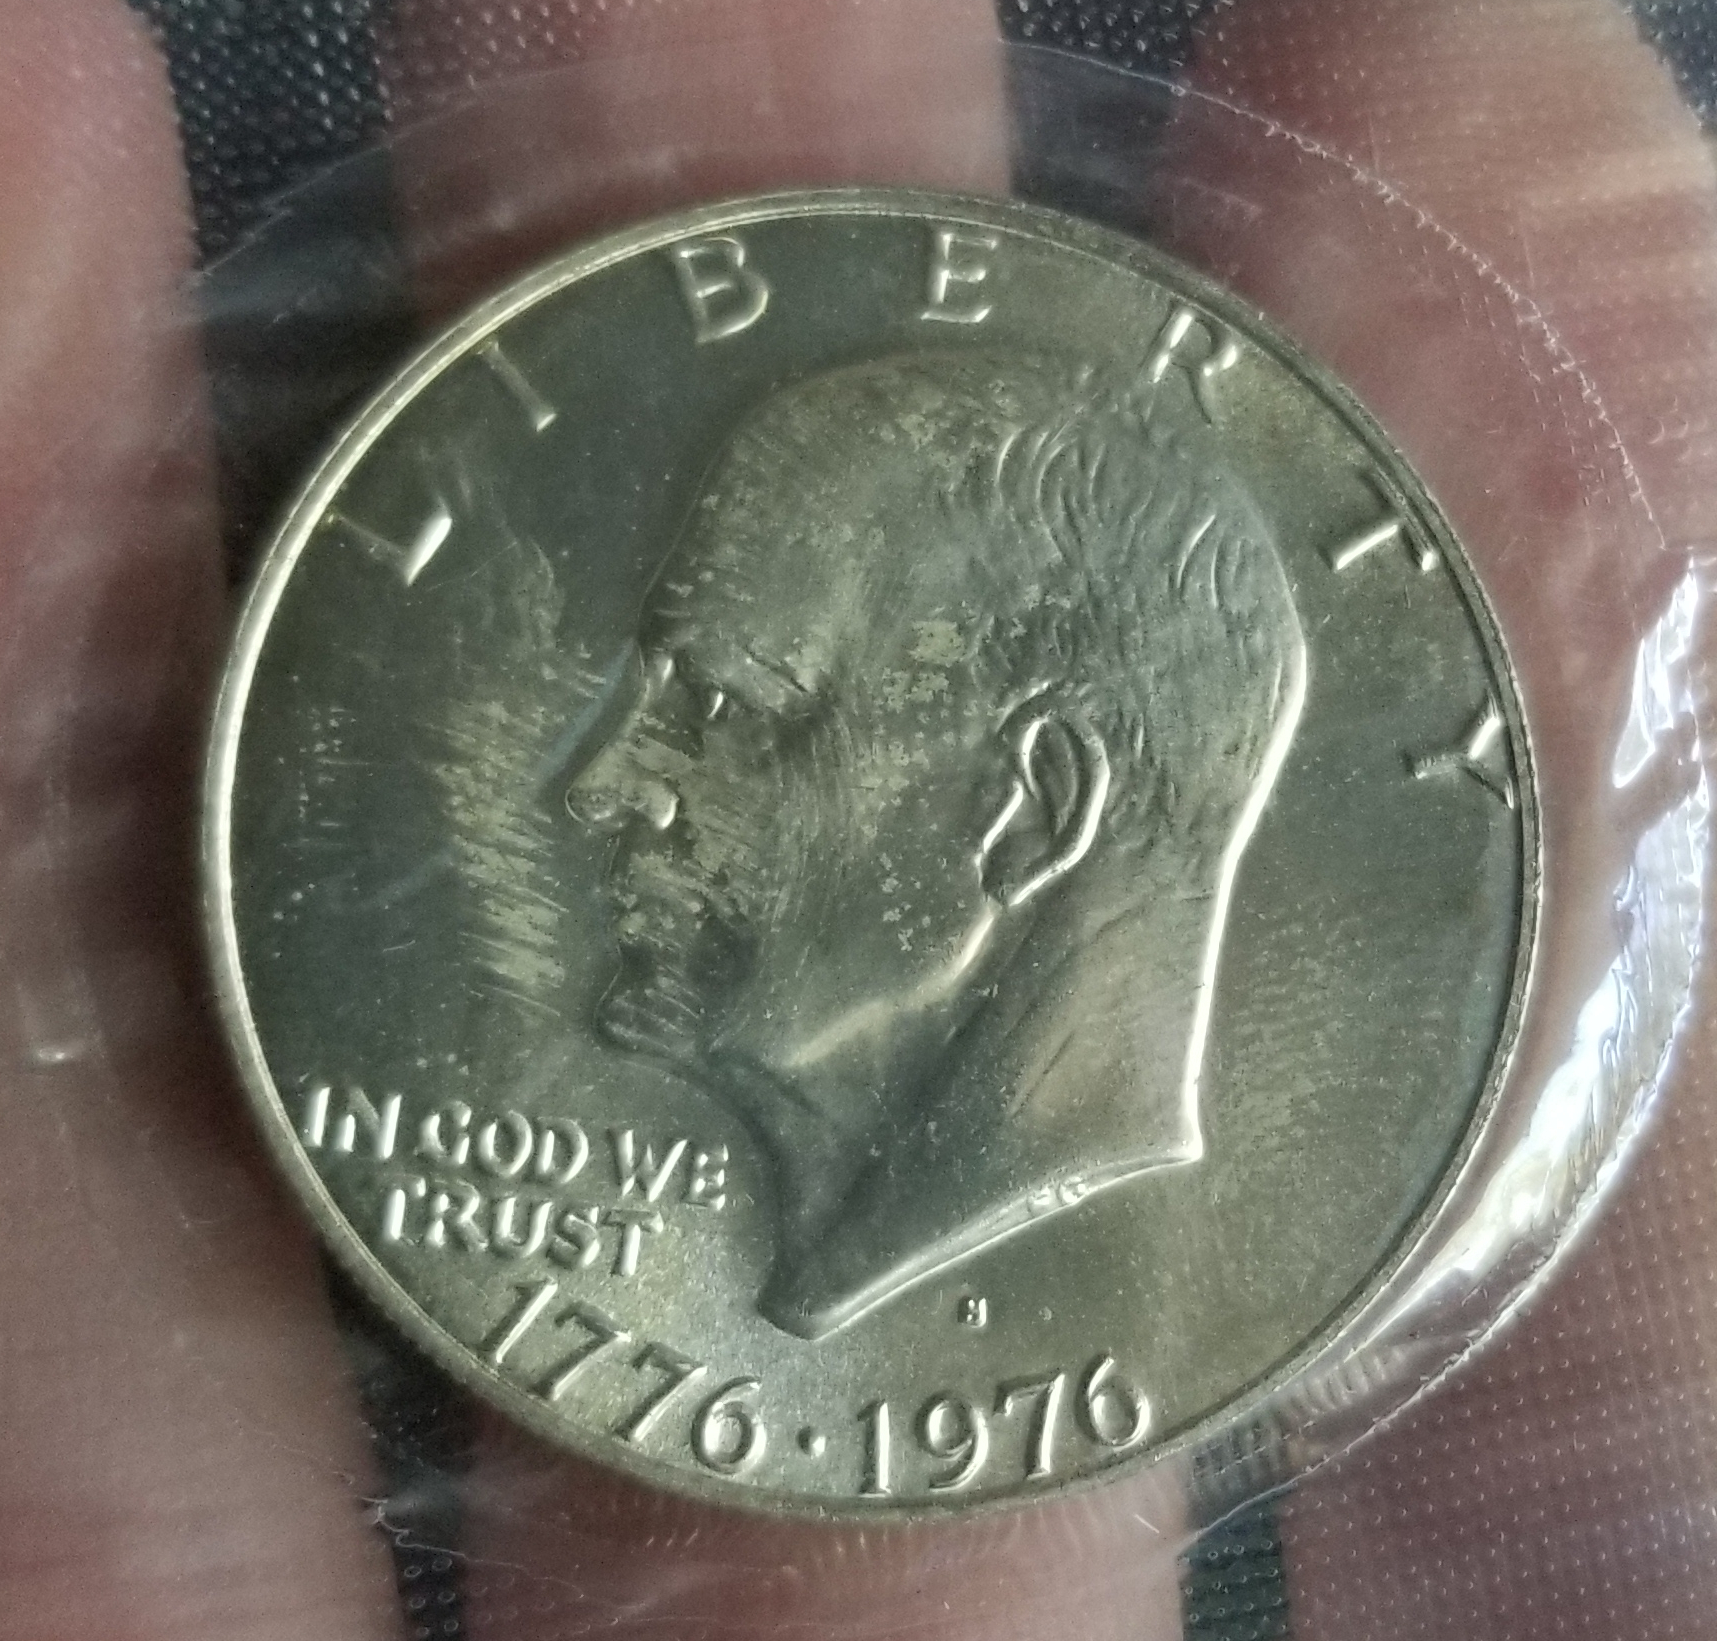 LIBERTY
IN GOD WE
TRUST
S
1776·1976